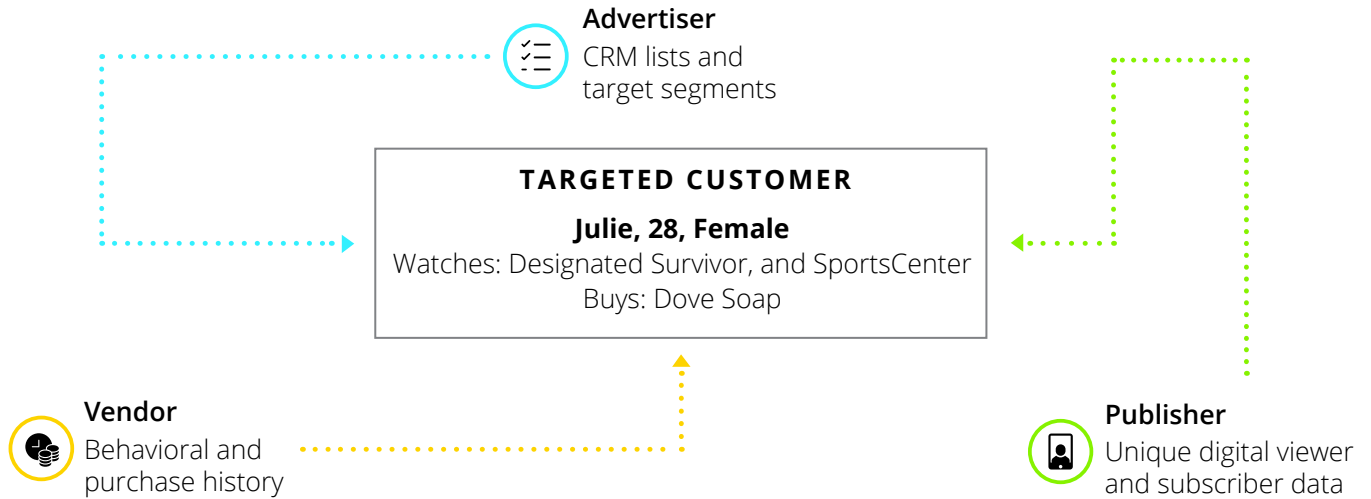 Advertiser
CRM lists and
target segments
TARGETED CUSTOMER
Julie, 28, Female
Watches: Designated Survivor, and SportsCenter
Buys: Dove Soap
Vendor
Behavioral and
purchase history
Publisher
Unique digital viewer
and subscriber data